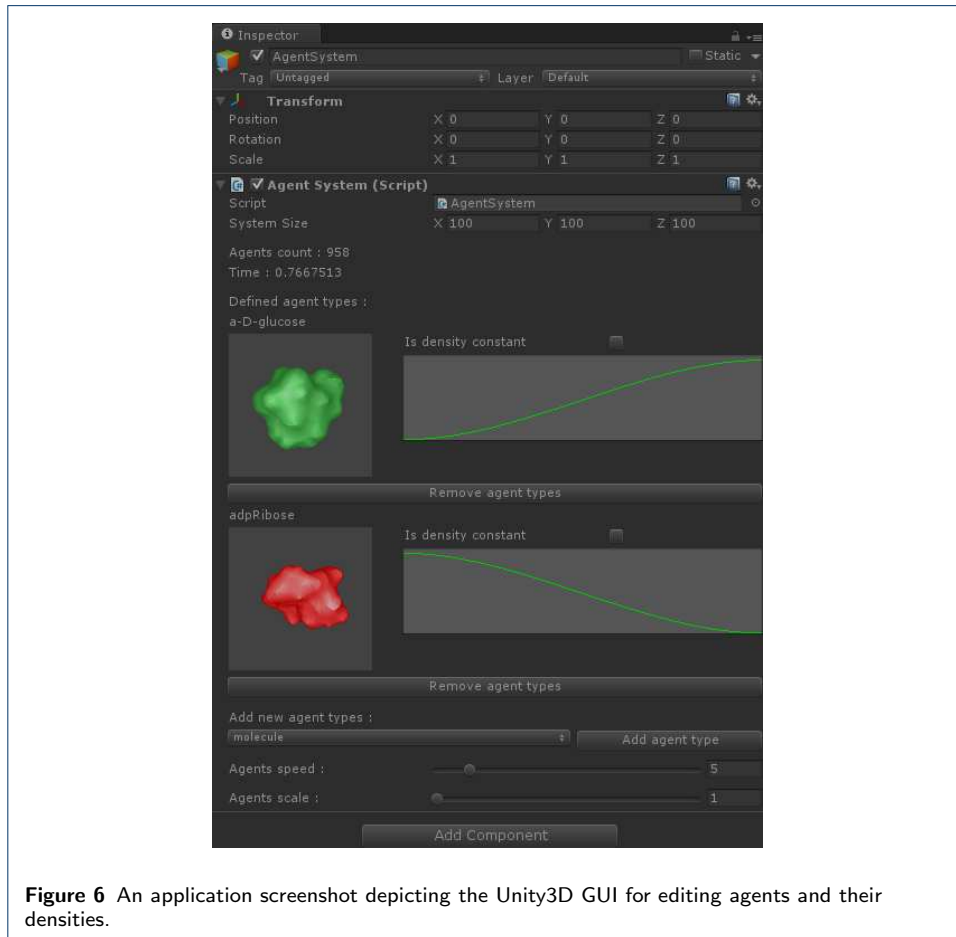 Inspector
AgentSystem Static
Tag Untagged Layer Default
Transform
Position X 0 Y 0 Z 0
Rotation X 0 Y 0 Z 0
Scale X 1 Y 1 Z 1
Agent System (Script)
Script AgentSystem
System Size X 100 Y 100 Z 100
Agents count : 958
Time : 0.7667513
Defined agent types :
a-D-glucose
Is density constant
Remove agent types
adpRibose
Is density constant
Remove agent types
Add new agent types :
molecule Add agent type
Agents speed : 5
Agents scale : 1
Add Component
Figure 6 An application screenshot depicting the Unity3D GUI for editing agents and their
densities.